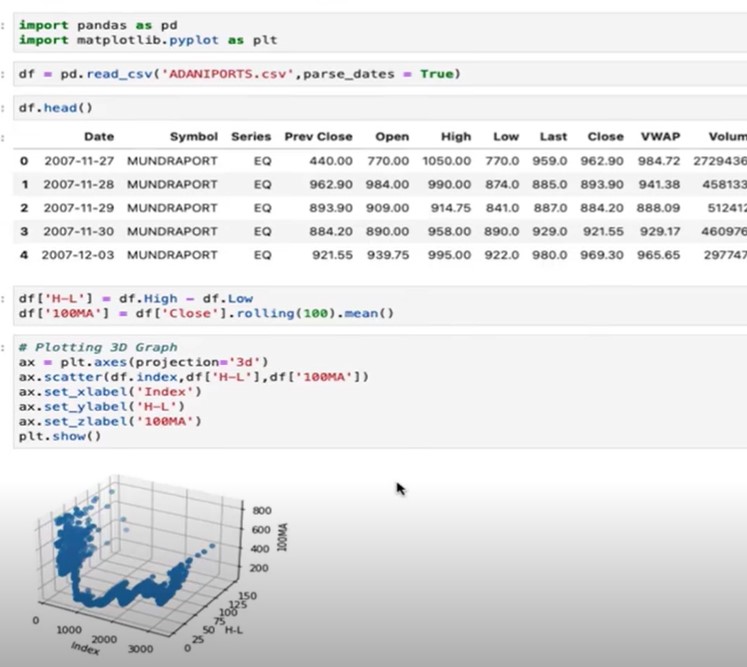 import pandas as pd
import matplotlib.pyplot as plt
df = pd.read_csv('ADANIPORTS.csv',parse_dates = True)
df.head()
Date Symbol Series Prev Close Open High Low Last Close VWAP Volum
0 2007-11-27 MUNDRAPORT EQ 440.00 770.00 1050.00 770.0 959.0 962.90 984.72 2729436
1 2007-11-28 MUNDRAPORT EQ 962.90 984.00 990.00 874.0 885.0 893.90 941.38 458133
2 2007-11-29 MUNDRAPORT EQ 893.90 909.00 914.75 841.0 887.0 884.20 888.09 512412
3 2007-11-30 MUNDRAPORT EQ 884.20 890.00 958.00 890.0 929.0 921.55 929.17 460976
4 2007-12-03 MUNDRAPORT EQ 921.55 939.75 995.00 922.0 980.0 969.30 965.65 297747
df['H-L'] = df.High - df.Low
df['100MA'] = df['Close'].rolling(100).mean()
# Plotting 3D Graph
ax = plt.axes(projection='3d')
ax.scatter(df.index,df['H-L'],df['100MA'])
ax.set_xlabel('Index')
ax.set_ylabel('H-L')
ax.set_zlabel('100MA')
plt.show()
800
600
400
200
100MA
150
125
100
75
50
25
0
H-L
0
1000
2000
3000
Index